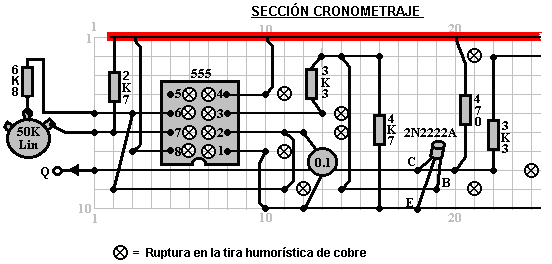 SECCIÓN CRONOMETRAJE
1 10 20
1
6K8
50K
Lin
2K7
555
5 4
6 3
7 2
8 1
3K3
0.1
4K7
2N2222A
C
B
E
470
3K3
Q
10
1 10 20
= Ruptura en la tira humorística de cobre